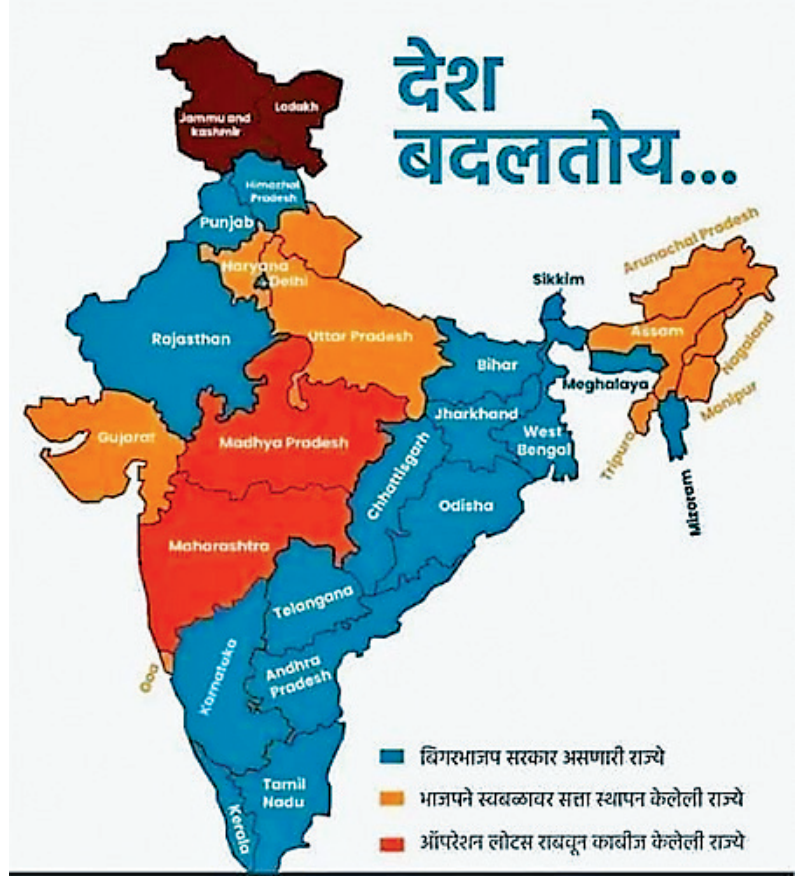 देश
बदलतोय...
Jammu and
kashmir
Ladakh
Himachal
Pradesh
Punjab
Haryana
Delhi
Arunachal Pradesh
Sikkim
Rajasthan
Uttar Pradesh
Assam
Nagaland
Bihar
Meghalaya
Manipur
Gujarat
Madhya Pradesh
Jharkhand
West
Bengal
Tripura
Chhattisgarh
Odisha
Mizoram
Maharashtra
Telangana
Goa
Karnataka
Andhra
Pradesh
Tamil
Nadu
Kerala
बिगरभाजप सरकार असणारी राज्ये
भाजपने स्वबळावर सत्ता स्थापन केलेली राज्ये
ऑपरेशन लोटस राबवून काबीज केलेली राज्ये